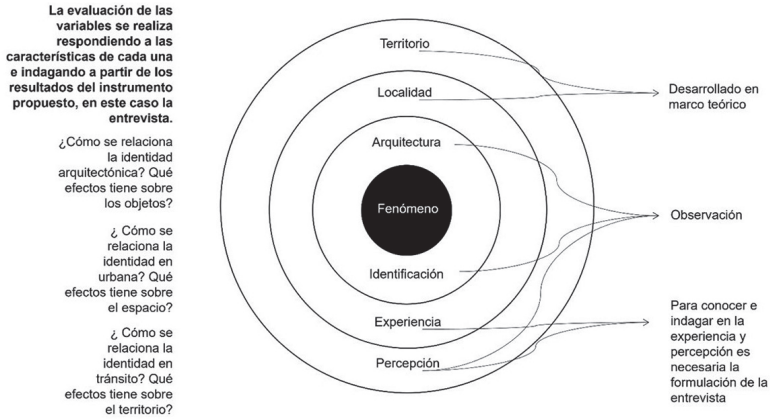 La evaluación de las
variables se realiza
respondiendo a las
características de cada una
e indagando a partir de los
resultados del instrumento
propuesto, en este caso la
entrevista.
¿Cómo se relaciona
la identidad
arquitectónica? Qué
efectos tiene sobre
los objetos?
¿ Cómo se
relaciona la
identidad en
urbana? Qué
efectos tiene sobre
el espacio?
¿ Cómo se
relaciona la
identidad en
tránsito? Qué
efectos tiene sobre
el territorio?
Territorio
Localidad
Arquitectura
Fenómeno
Identificación
Experiencia
Percepción
Desarrollado en
marco teórico
Observación
Para conocer e
indagar en la
experiencia y
percepción es
necesaria la
formulación de la
entrevista